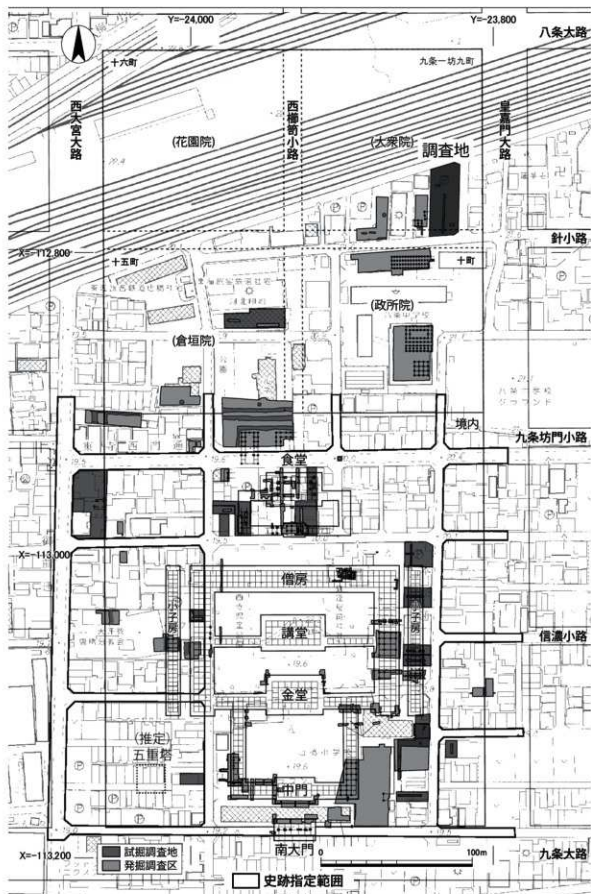 Y=-24,000
Y=-23,800
八条大路
十六町
九条一坊九町
西大宮大路
西櫛笥小路
皇嘉門大路
(花園院)
(大衆院)
調査地
針小路
X=-112,800
十五町
十町
(政所院)
(倉垣院)
境内
九条坊門小路
食堂
X=-113,000
僧房
小子房
小子房
講堂
信濃小路
金堂
(推定)
五重塔
中門
南大門
X=-113,200
九条大路
試掘調査地
発掘調査区
0
100m
史跡指定範囲